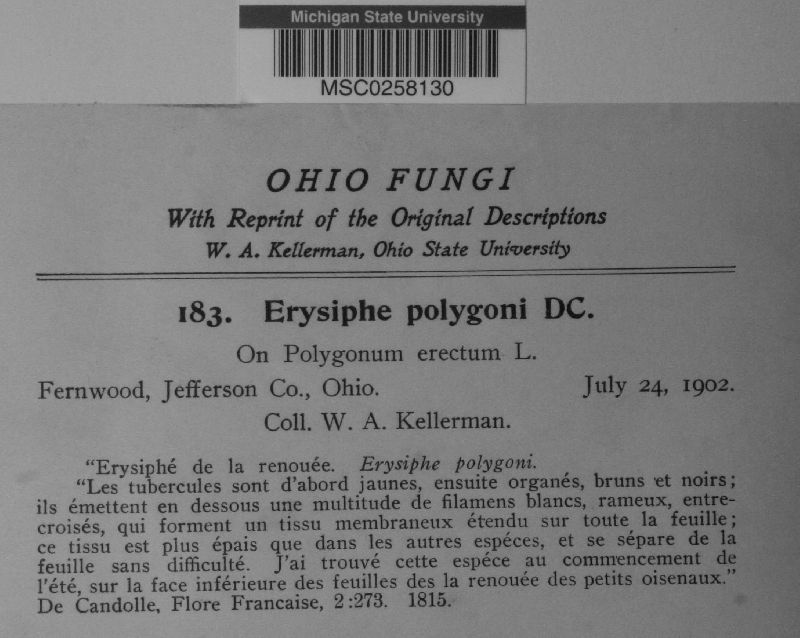 Michigan State University
MSC0258130
OHIO FUNGI
With Reprint of the Original Descriptions
W. A. Kellerman, Ohio State University
183. Erysiphe polygoni DC.
On Polygonum erectum L.
Fernwood, Jefferson Co., Ohio. July 24, 1902.
Coll. W. A. Kellerman.
“Erysiphé de la renouée. Erysiphe polygoni.
“Les tubercules sont d'abord jaunes, ensuite organés, bruns et noirs;
ils émettent en dessous une multitude de filamens blancs, rameux, entre-
croisés, qui forment un tissu membraneux étendu sur toute la feuille;
ce tissu est plus épais que dans les autres espéces, et se sépare de la
feuille sans difficulté. J'ai trouvé cette espéce au commencement de
l'été, sur la face inférieure des feuilles des la renouée des petits oisenaux.”
De Candolle, Flore Francaise, 2:273. 1815.